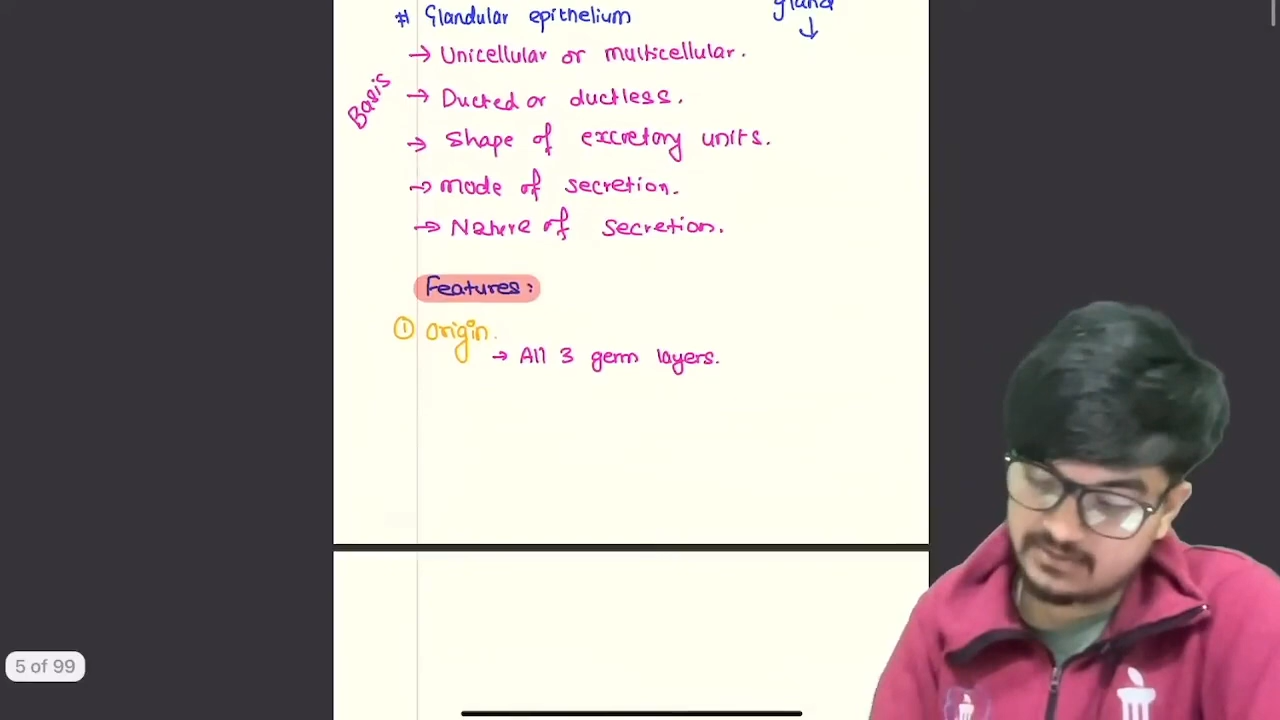 gland
↓
# Glandular epithelium
→ Unicellular or multicellular.
Basis
→ Ducted or ductless.
→ Shape of excretory units.
→ Mode of secretion.
→ Nature of secretion.
Features:
① Origin.
→ All 3 germ layers.
5 of 99